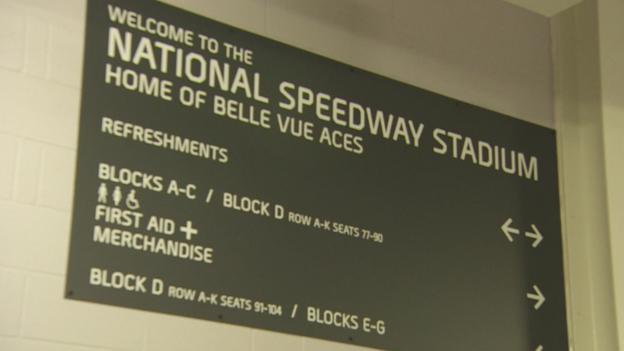 WELCOME TO THE
NATIONAL SPEEDWAY STADIUM
HOME OF BELLE VUE ACES
REFRESHMENTS
BLOCKS A-C / BLOCK D ROW A-K SEATS 77-90
FIRST AID
MERCHANDISE
BLOCK D ROW A-K SEATS 91-104 / BLOCKS E-G